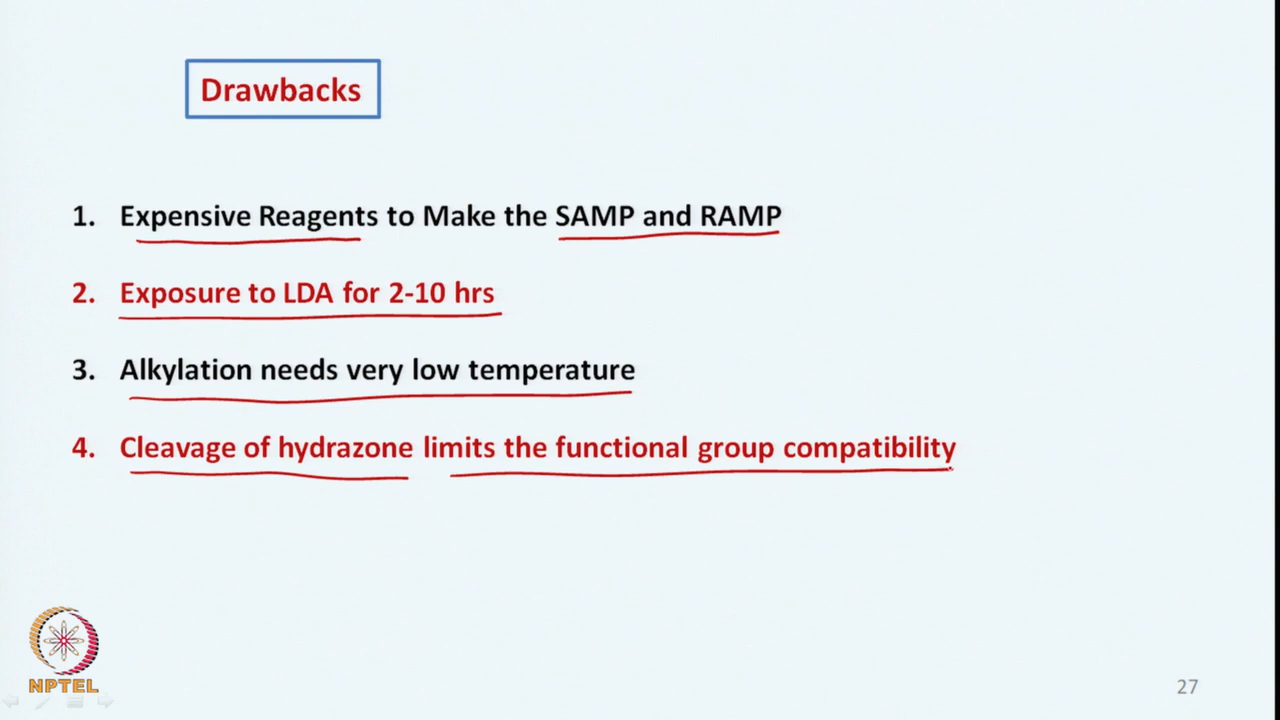 Drawbacks
1. Expensive Reagents to Make the SAMP and RAMP
2. Exposure to LDA for 2-10 hrs
3. Alkylation needs very low temperature
4. Cleavage of hydrazone limits the functional group compatibility
NPTEL
27